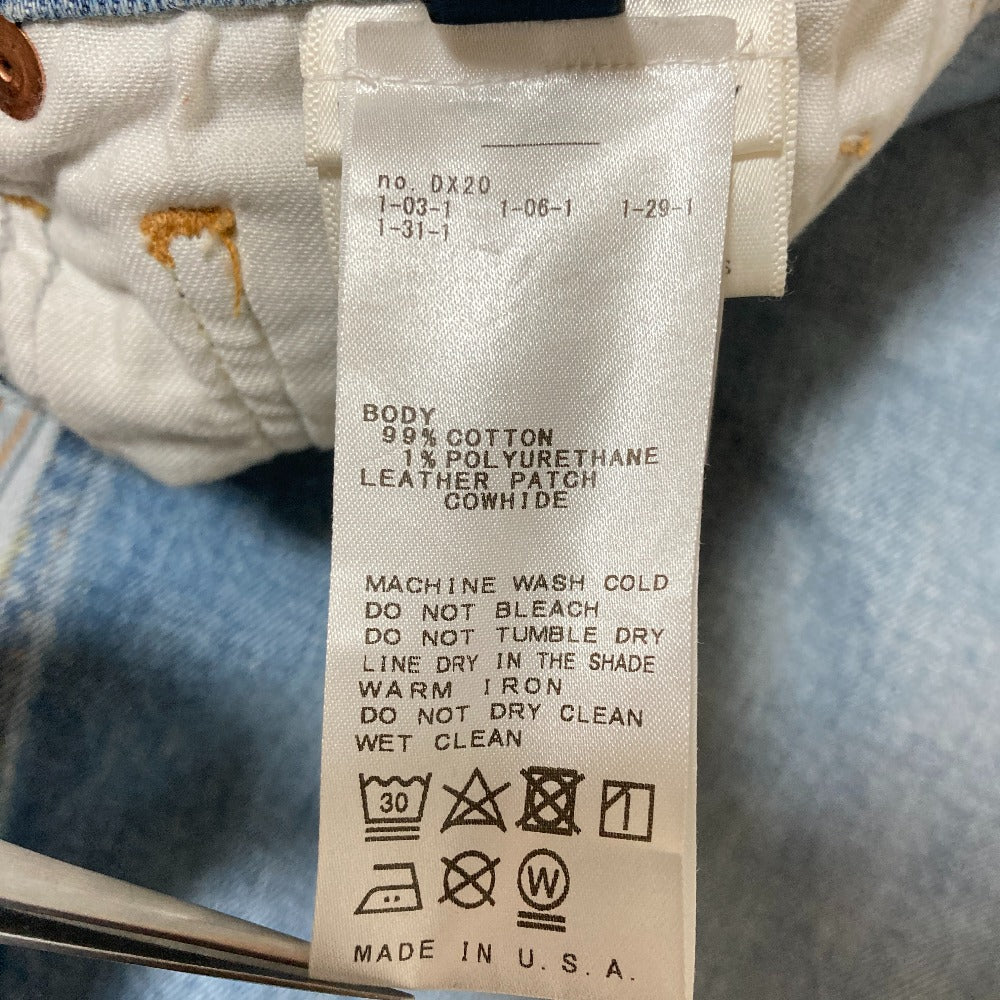 no. DX20
1-03-1 1-06-1 1-29-1
1-31-1
BODY
99% COTTON
1% POLYURETHANE
LEATHER PATCH
COWHIDE
MACHINE WASH COLD
DO NOT BLEACH
DO NOT TUMBLE DRY
LINE DRY IN THE SHADE
WARM IRON
DO NOT DRY CLEAN
WET CLEAN
30
W
MADE IN U.S.A.